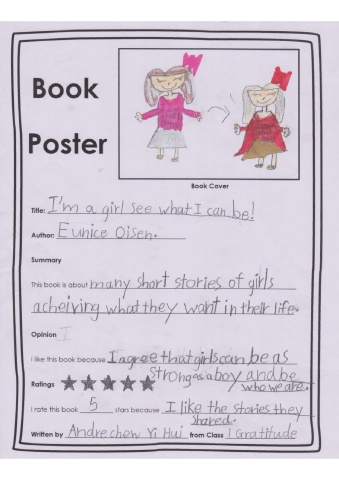 Book
Poster
Book Cover
Title: I'm a girl see what I can be!
Author: Eunice Olsen.
Summary
This book is about many short stories of girls
acheiving what they want in their life.
Opinion I
I like this book because I agree that girls can be as
strong as a boy and be
who we are.
Ratings
I rate this book 5 stars because I like the stories they
shared.
Written by Andre chew Yi Hui from Class 1 Gratitude